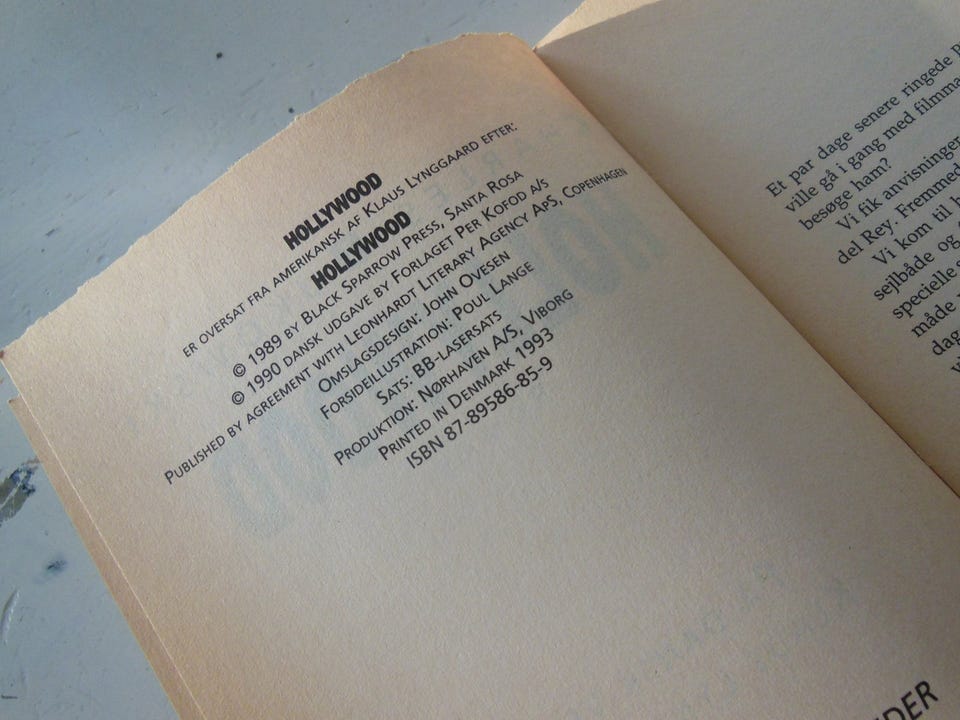 HOLLYWOOD
ER OVERSAT FRA AMERIKANSK AF KLAUS LYNGGAARD EFTER:
HOLLYWOOD
© 1989 BY BLACK SPARROW PRESS, SANTA ROSA
© 1990 DANSK UDGAVE BY FORLAGET PER KOFOD A/S
PUBLISHED BY AGREEMENT WITH LEONHARDT LITERARY AGENCY APS, COPENHAGEN
OMSLAGSDESIGN: JOHN OVESEN
FORSIDEILLUSTRATION: POUL LANGE
SATS: BB-LASERSATS
PRODUKTION: NØRHAVEN A/S, VIBORG
PRINTED IN DENMARK 1993
ISBN 87-89586-85-9
Et par dage senere ringede
ville gå i gang med
besøge ham?
Vi fik anvisninger
del Rey. Fremmed
Vi kom til
sejlbåde og
specielle
måde
dag